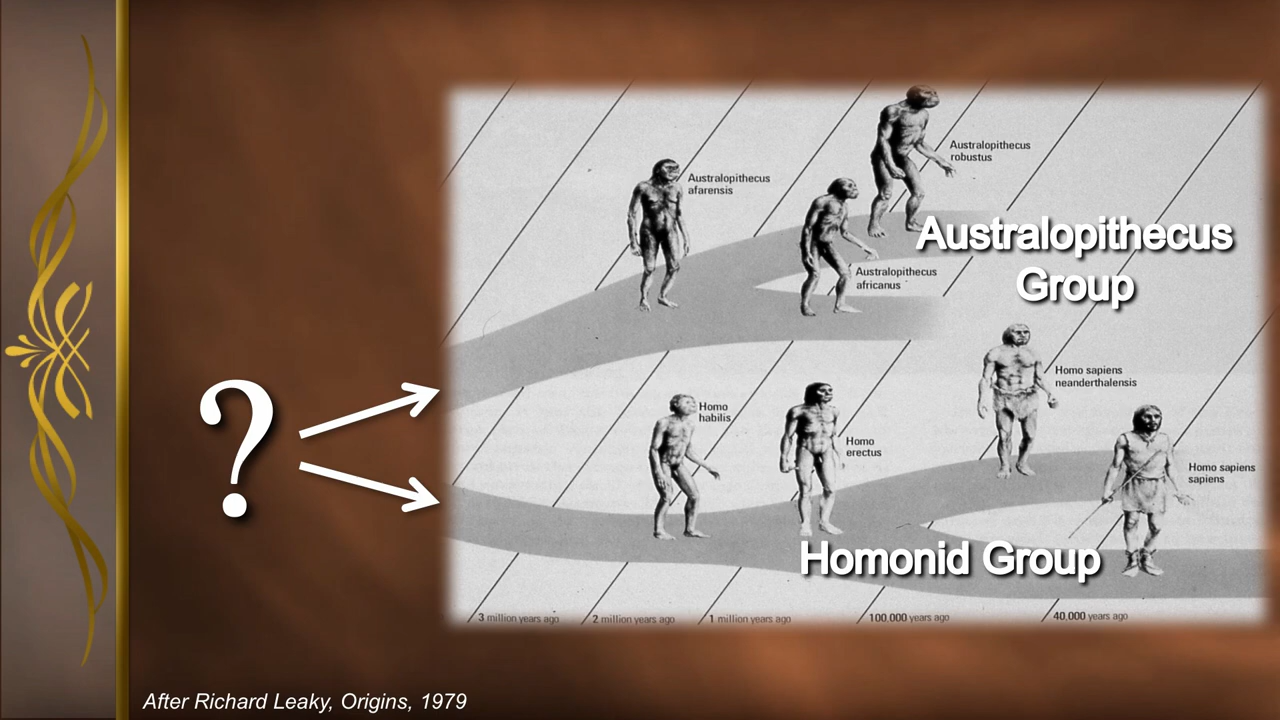 Australopithecus
robustus
Australopithecus
afarensis
Australopithecus
Group
Australopithecus
africanus
Homo sapiens
neanderthalensis
?
Homo
habilis
Homo
erectus
Homo sapiens
sapiens
Homonid Group
3 million years ago
2 million years ago
1 million years ago
100,000 years ago
40,000 years ago
After Richard Leaky, Origins, 1979